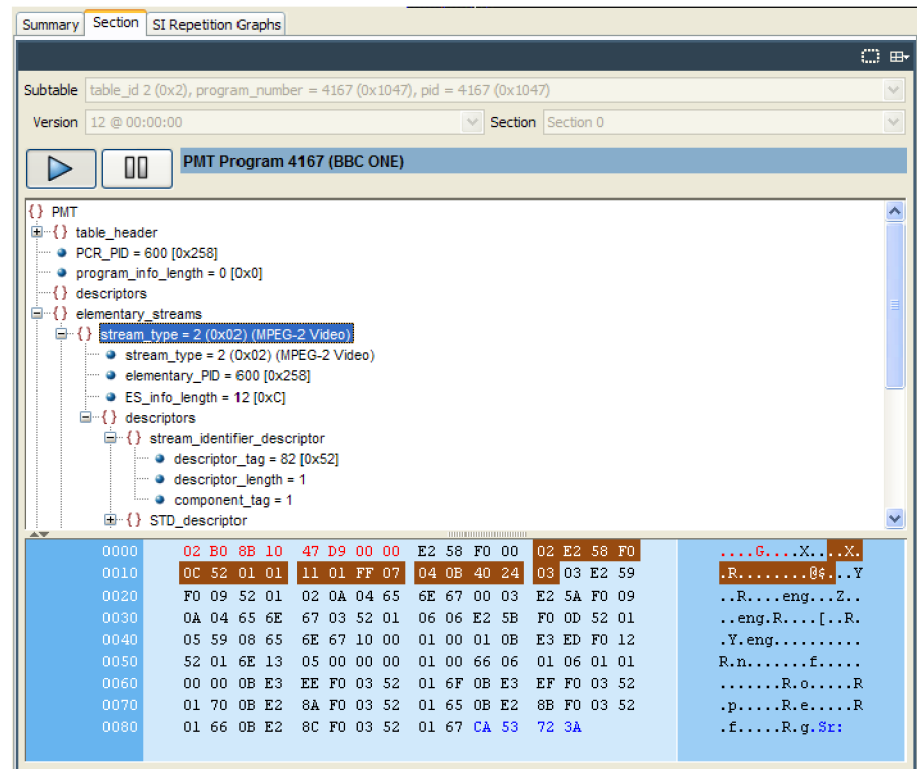 Summary Section SI Repetition Graphs
Subtable table_id 2 (0x2), program_number = 4167 (0x1047), pid = 4167 (0x1047)
Version 12 @ 00:00:00 Section Section 0
PMT Program 4167 (BBC ONE)
{} PMT
{} table_header
PCR_PID = 600 [0x258]
program_info_length = 0 [0x0]
{} descriptors
{} elementary_streams
{} stream_type = 2 (0x02) (MPEG-2 Video)
stream_type = 2 (0x02) (MPEG-2 Video)
elementary_PID = 600 [0x258]
ES_info_length = 12 [0xC]
{} descriptors
{} stream_identifier_descriptor
descriptor_tag = 82 [0x52]
descriptor_length = 1
component_tag = 1
{} STD_descriptor
0000 02 B0 8B 10 47 D9 00 00 E2 58 F0 00 02 E2 58 F0 ....G....X....X.
0010 0C 52 01 01 11 01 FF 07 04 0B 40 24 03 03 E2 59 .R........@$...Y
0020 F0 09 52 01 02 0A 04 65 6E 67 00 03 E2 5A F0 09 ..R....eng...Z..
0030 0A 04 65 6E 67 03 52 01 06 06 E2 5B F0 0D 52 01 ..eng.R....[..R.
0040 05 59 08 65 6E 67 10 00 01 00 01 0B E3 ED F0 12 .Y.eng..........
0050 52 01 6E 13 05 00 00 00 01 00 66 06 01 06 01 01 R.n.......f.....
0060 00 00 0B E3 EE F0 03 52 01 6F 0B E3 EF F0 03 52 .......R.o.....R
0070 01 70 0B E2 8A F0 03 52 01 65 0B E2 8B F0 03 52 .p.....R.e.....R
0080 01 66 0B E2 8C F0 03 52 01 67 CA 53 72 3A .f.....R.g.Sr: